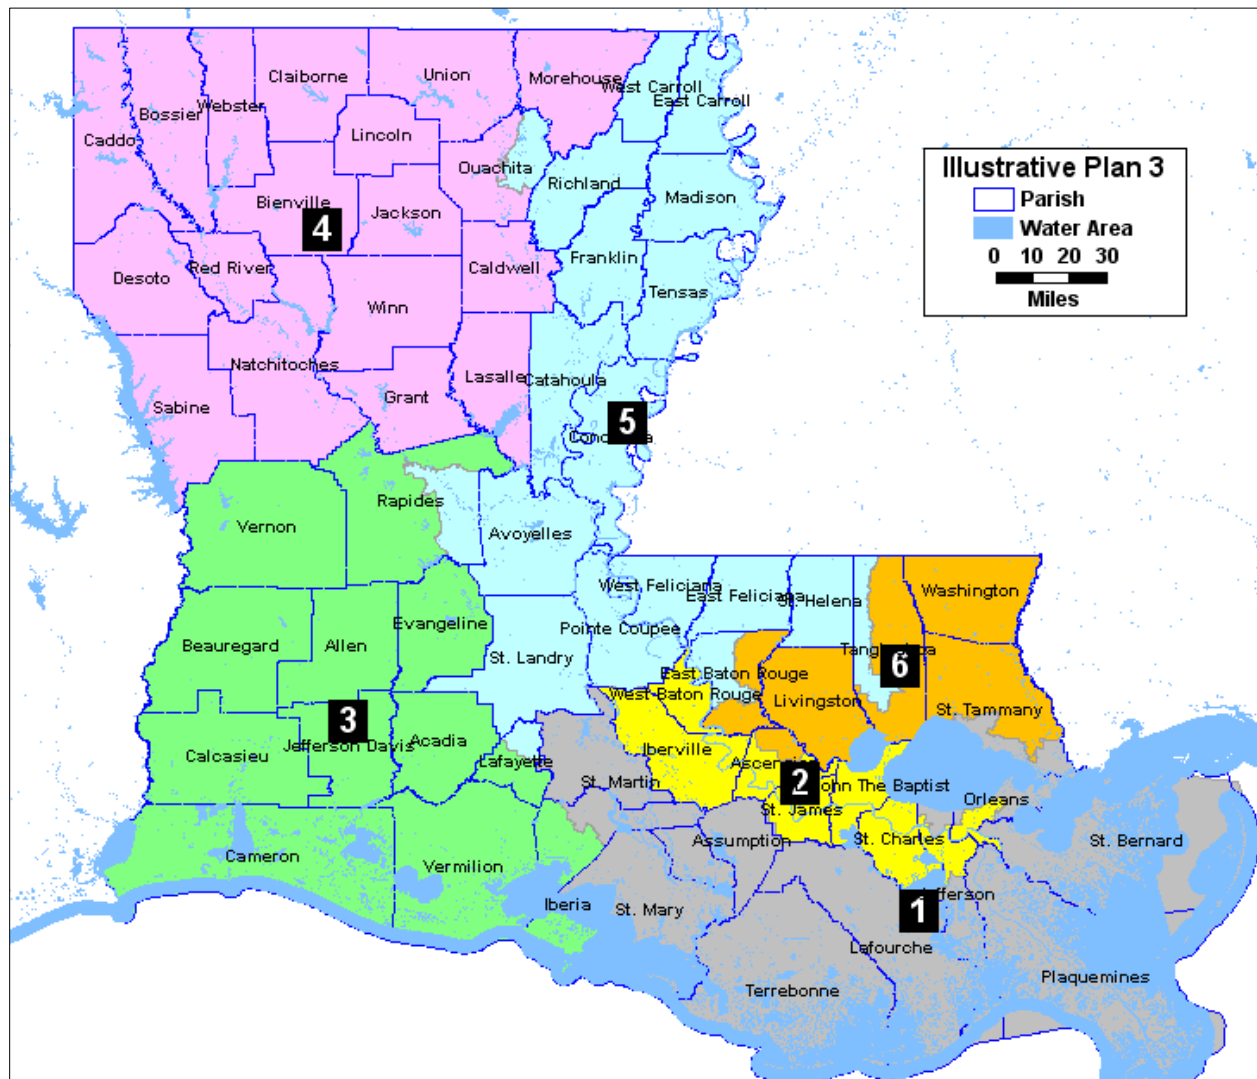 Claiborne
Union
Morehouse
West Carroll
East Carroll
Webster
Bossier
Caddo
Lincoln
Ouachita
Richland
Madison
Bienville
Jackson
4
Franklin
Red River
Caldwell
Desoto
Tensas
Winn
Natchitoches
Lasalle
Catahoula
Grant
Sabine
5
Rapides
Vernon
Avoyelles
West Feliciana
East Feliciana
St. Helena
Washington
Evangeline
Pointe Coupee
Beauregard
Allen
St. Landry
6
East Baton Rouge
West Baton Rouge
Livingston
St. Tammany
3
Jefferson Davis
Acadia
Iberville
Calcasieu
Lafayette
2
St. Martin
John The Baptist
Orleans
St. James
Assumption
St. Charles
St. Bernard
Cameron
Vermilion
Iberia
St. Mary
1
Lafourche
Plaquemines
Terrebonne
Illustrative Plan 3
Parish
Water Area
0 10 20 30
Miles